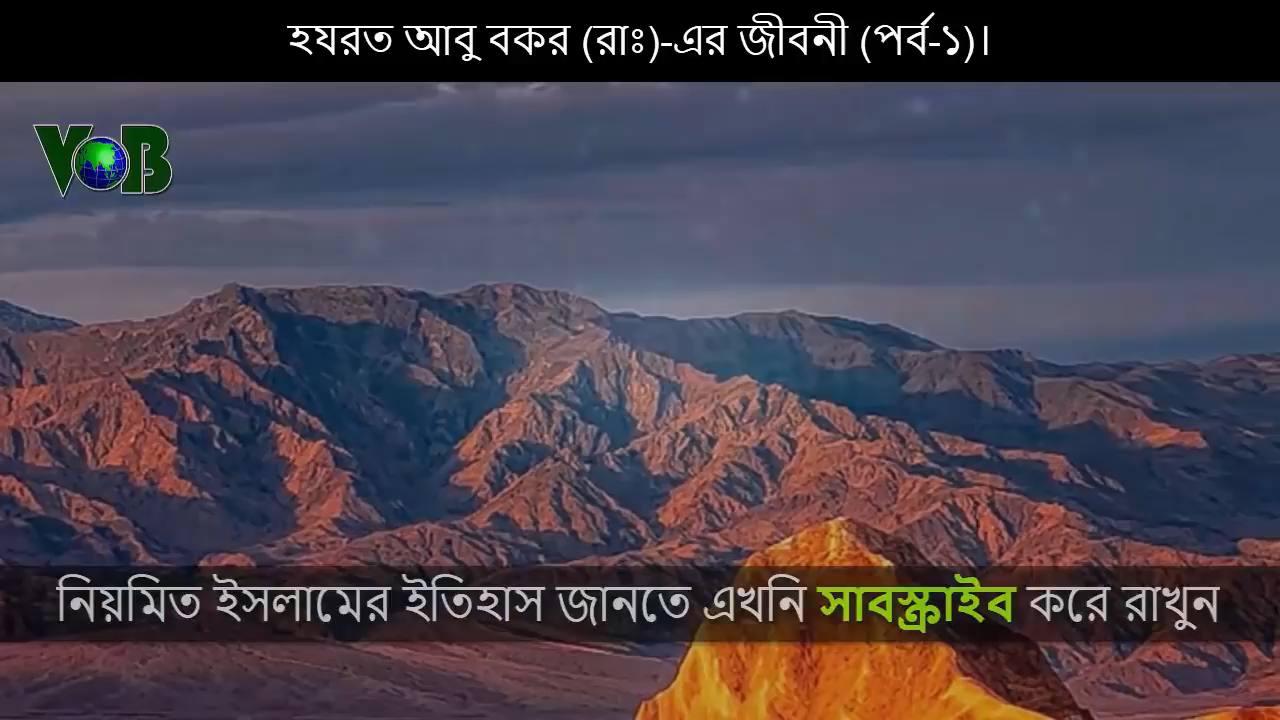 হযরত আবু বকর (রাঃ)-এর জীবনী (পর্ব-১)।
VOB
নিয়মিত ইসলামের ইতিহাস জানতে এখনি সাবস্ক্রাইব করে রাখুন